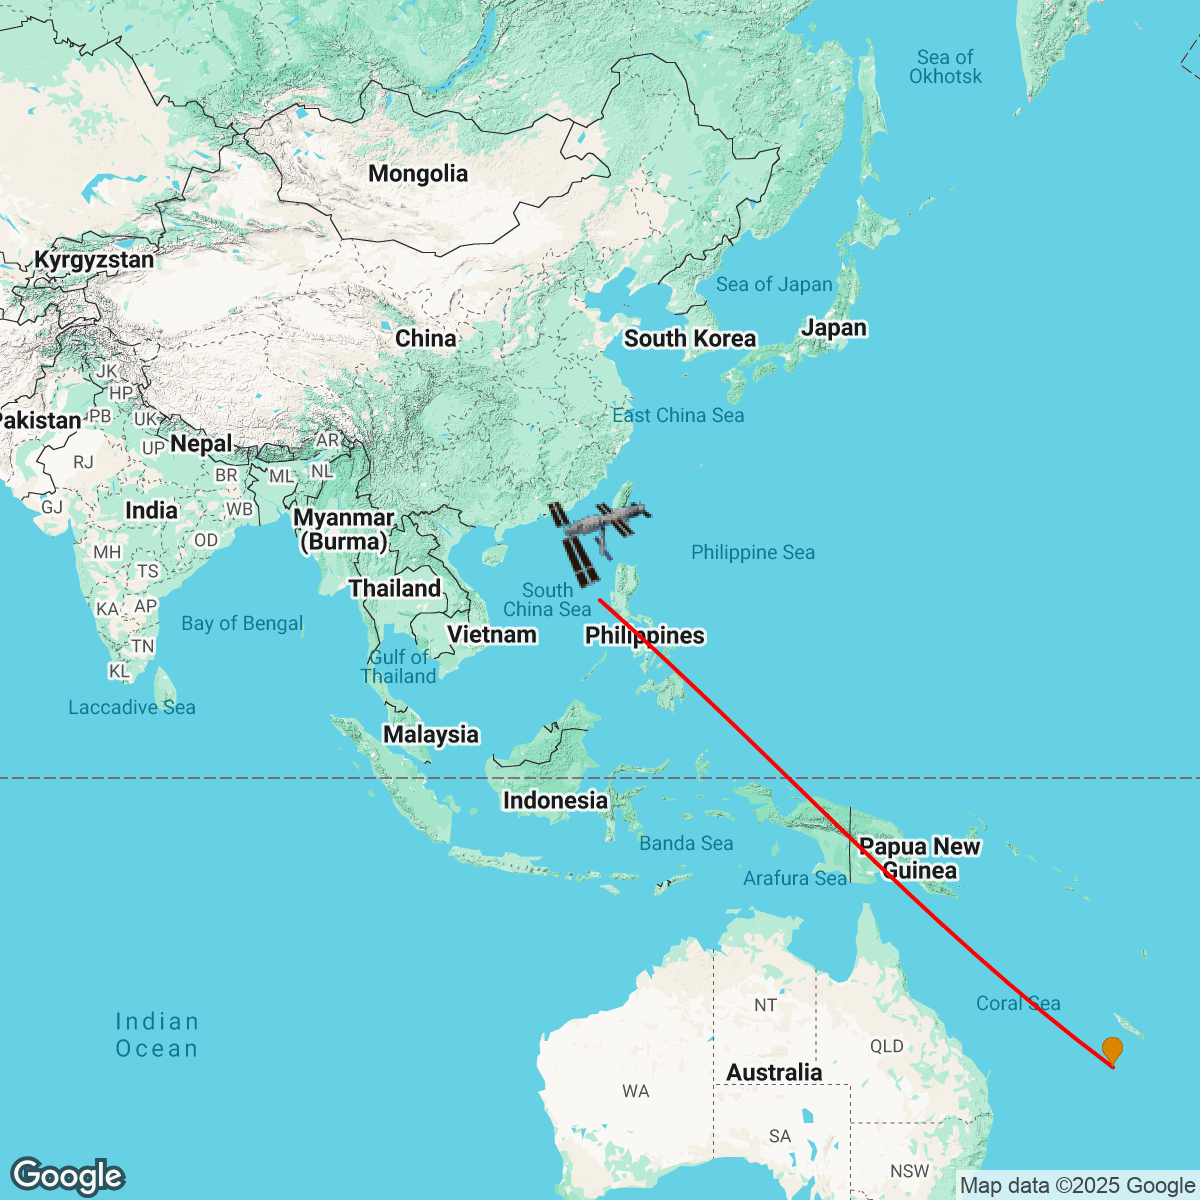 Sea of
Okhotsk
Mongolia
Kyrgyzstan
Sea of Japan
China
South Korea
Japan
JK
HP
Pakistan
PB
UK
East China Sea
Nepal
AR
UP
RJ
BR
ML
NL
GJ
India
WB
Myanmar
(Burma)
OD
MH
Philippine Sea
TS
Thailand
South
China Sea
KA
AP
Bay of Bengal
Vietnam
Philippines
TN
Gulf of
Thailand
KL
Laccadive Sea
Malaysia
Indonesia
Banda Sea
Papua New
Guinea
Arafura Sea
Coral Sea
NT
Indian
Ocean
QLD
Australia
WA
SA
NSW
Google
Map data ©2025 Google